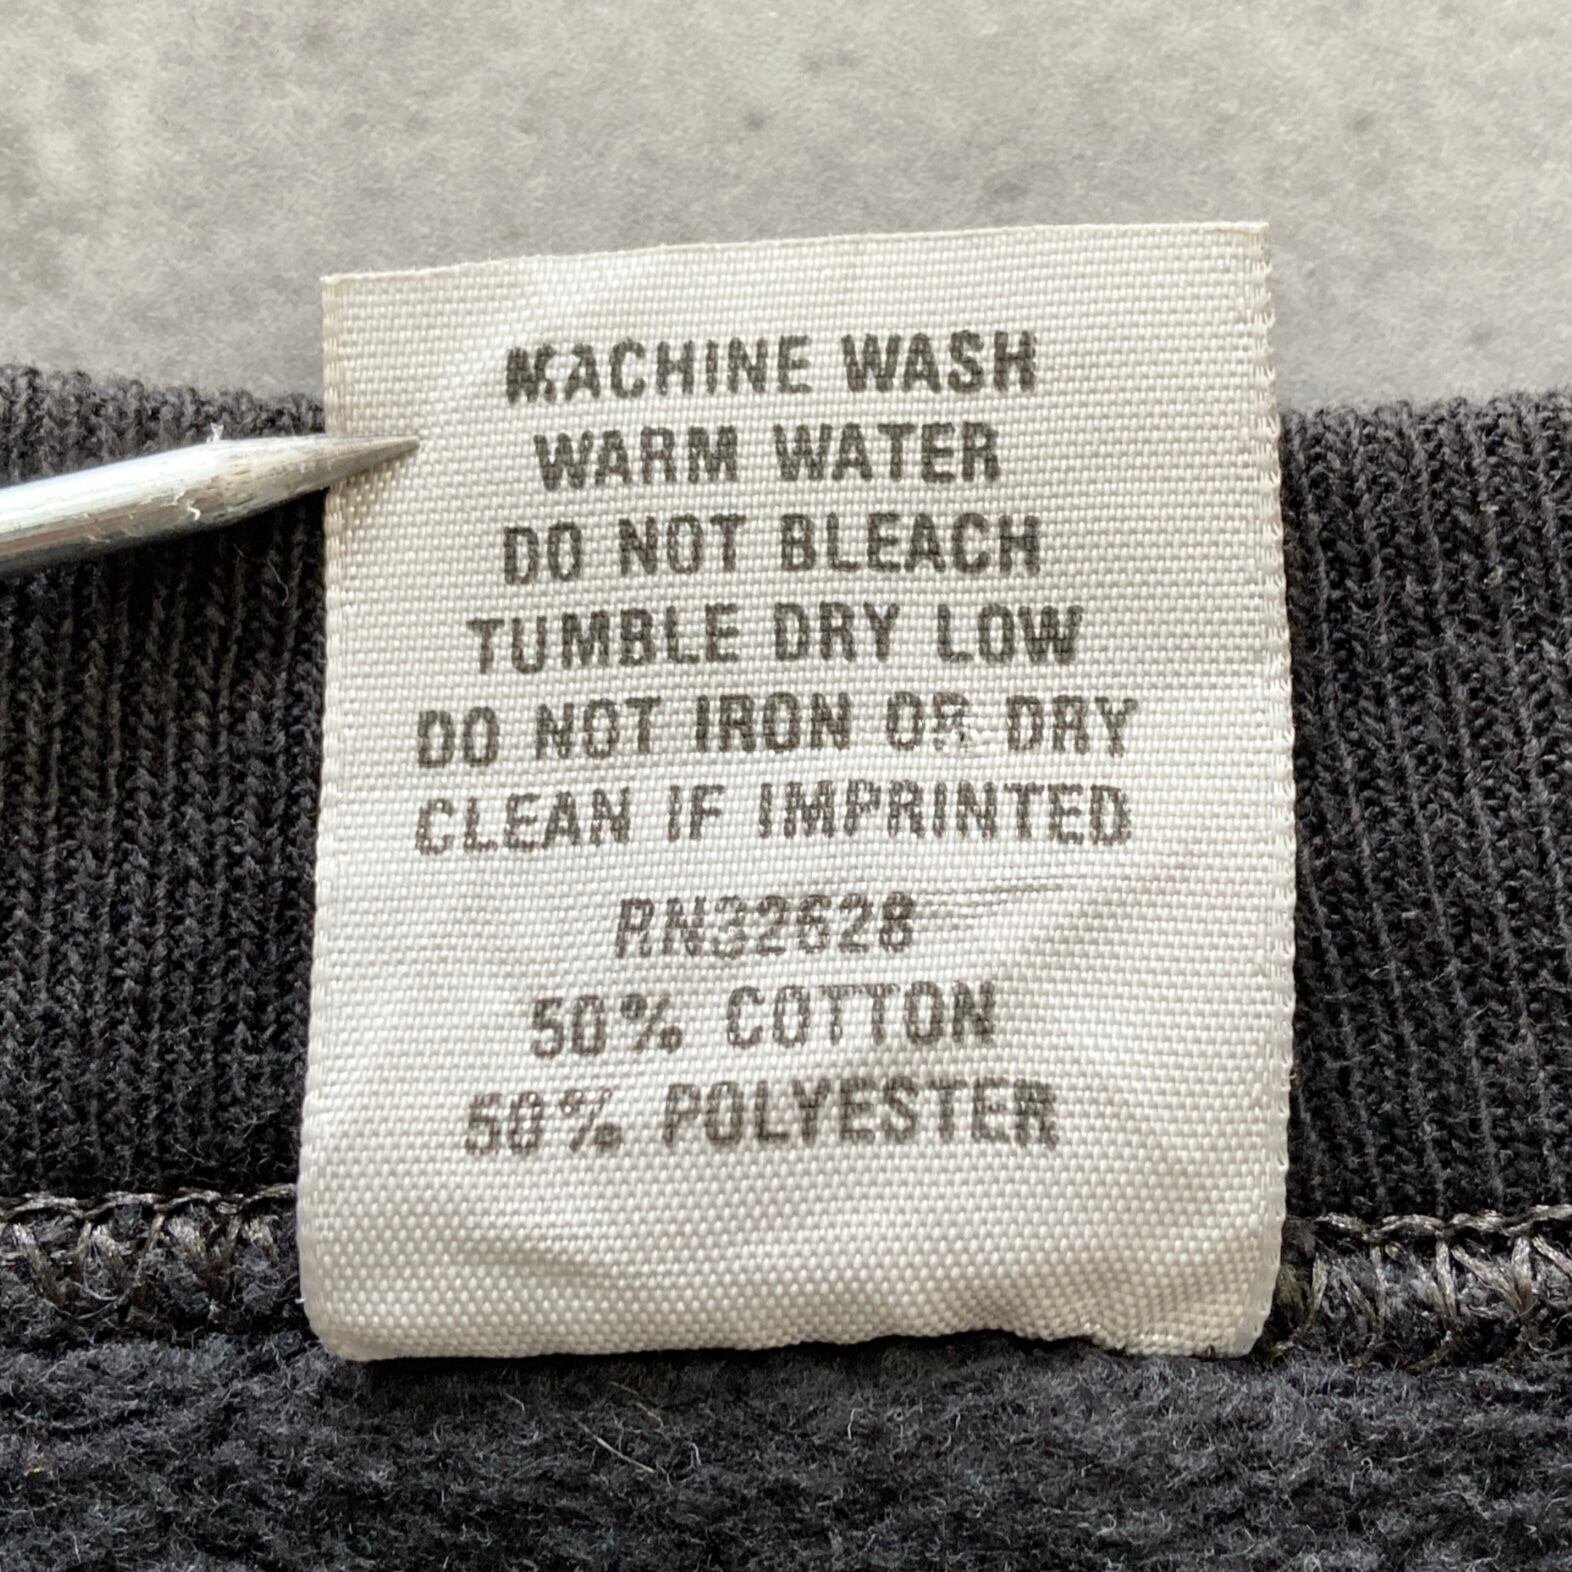 MACHINE WASH
WARM WATER
DO NOT BLEACH
TUMBLE DRY LOW
DO NOT IRON OR DRY
CLEAN IF IMPRINTED
RN32628
50% COTTON
50% POLYESTER